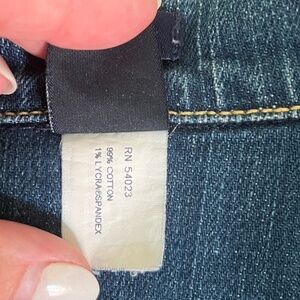 RN 54023
99% COTTON
1% LYCRA®SPANDEX